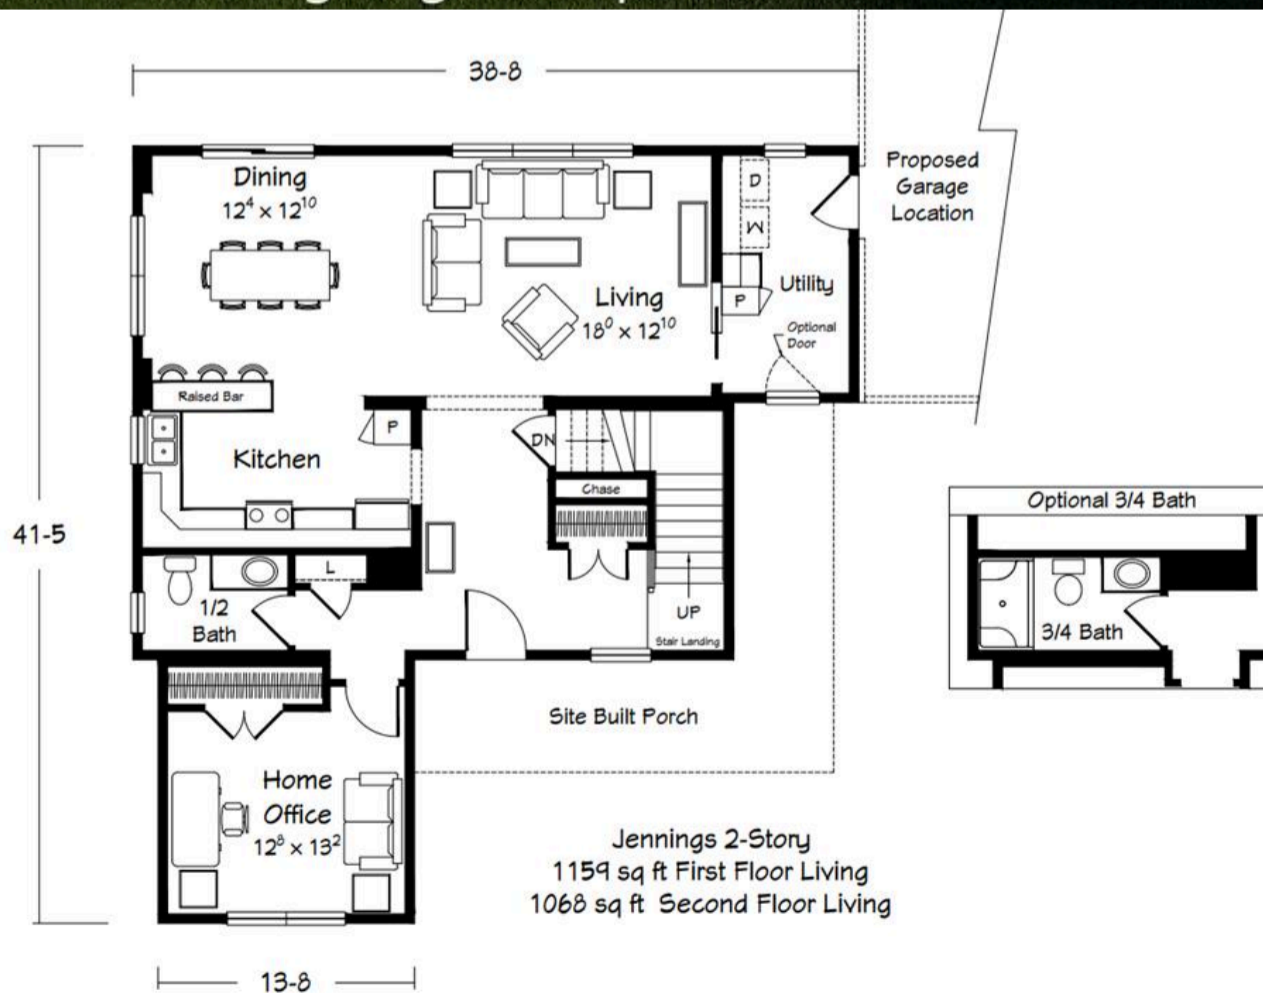 38-8
Dining
12⁴ x 12¹⁰
D
W
Proposed
Garage
Location
Living
18⁰ x 12¹⁰
Utility
P
Optional
Door
Raised Bar
Kitchen
P
DN
Chase
41-5
L
1/2
Bath
UP
Stair Landing
Optional 3/4 Bath
3/4 Bath
Site Built Porch
Home
Office
12⁸ x 13²
Jennings 2-Story
1159 sq ft First Floor Living
1068 sq ft Second Floor Living
13-8